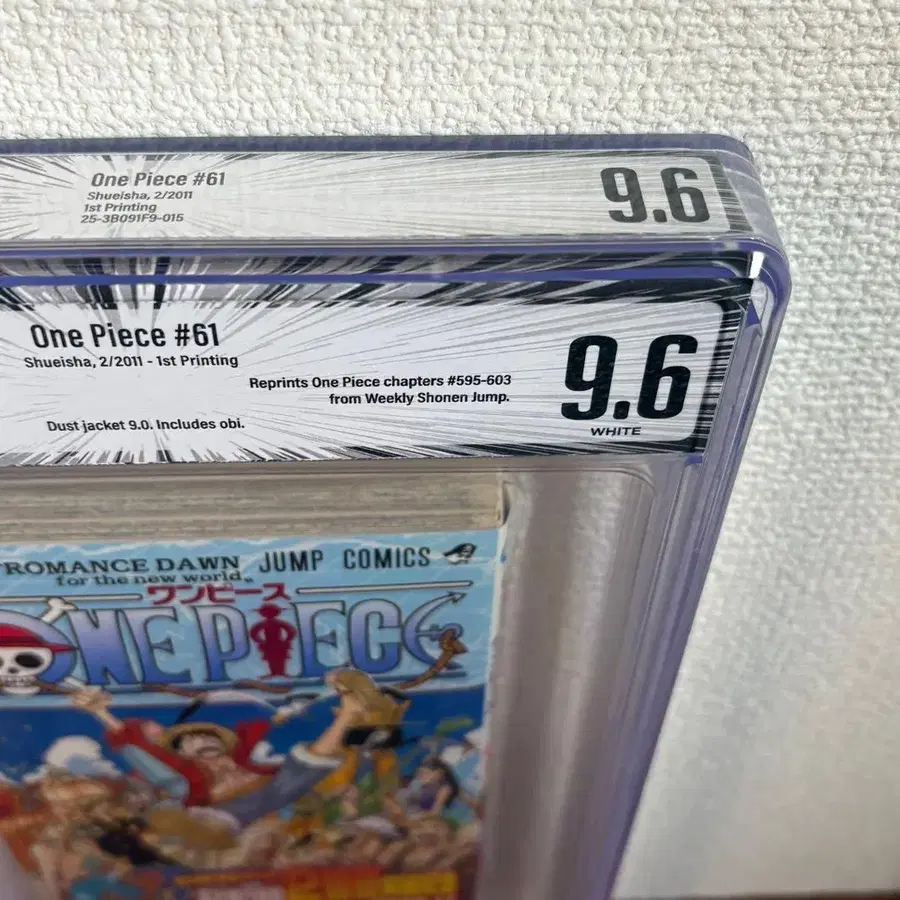 One Piece #61
Shueisha, 2/2011
1st Printing
25-3B091F9-015
9.6
One Piece #61
Shueisha, 2/2011 - 1st Printing
Reprints One Piece chapters #595-603
from Weekly Shonen Jump.
Dust jacket 9.0. Includes obi.
9.6
WHITE
ROMANCE DAWN
for the new world。
JUMP COMICS
ワンピース
ONE PIECE